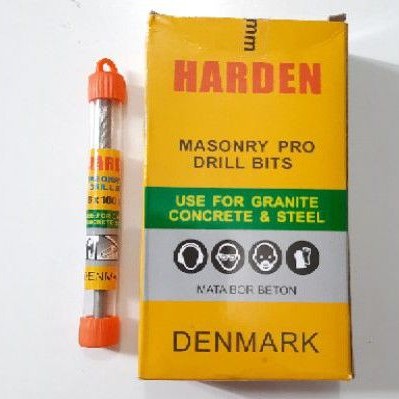 mm
HARDEN
MASONRY PRO
DRILL BITS
USE FOR GRANITE
CONCRETE & STEEL
MATA BOR BETON
DENMARK